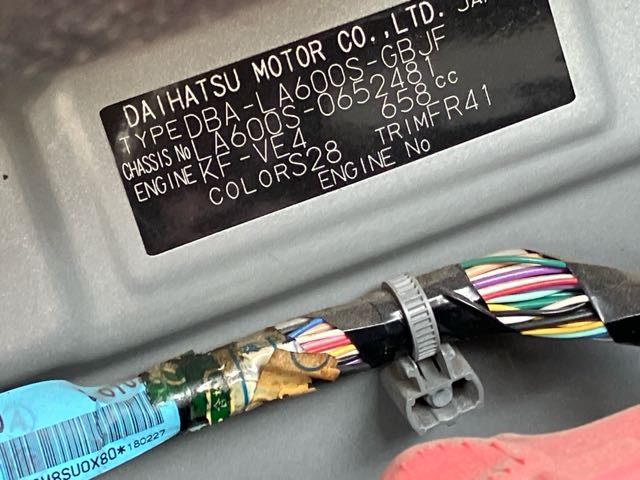 DAIHATSU MOTOR CO.,LTD.
TYPE DBA-LA600S-GBJF
CHASSIS No LA600S-0652481
ENGINE KF-VE4 658cc
COLOR S28 TRIM FR41
ENGINE No
8SU0X80*180227